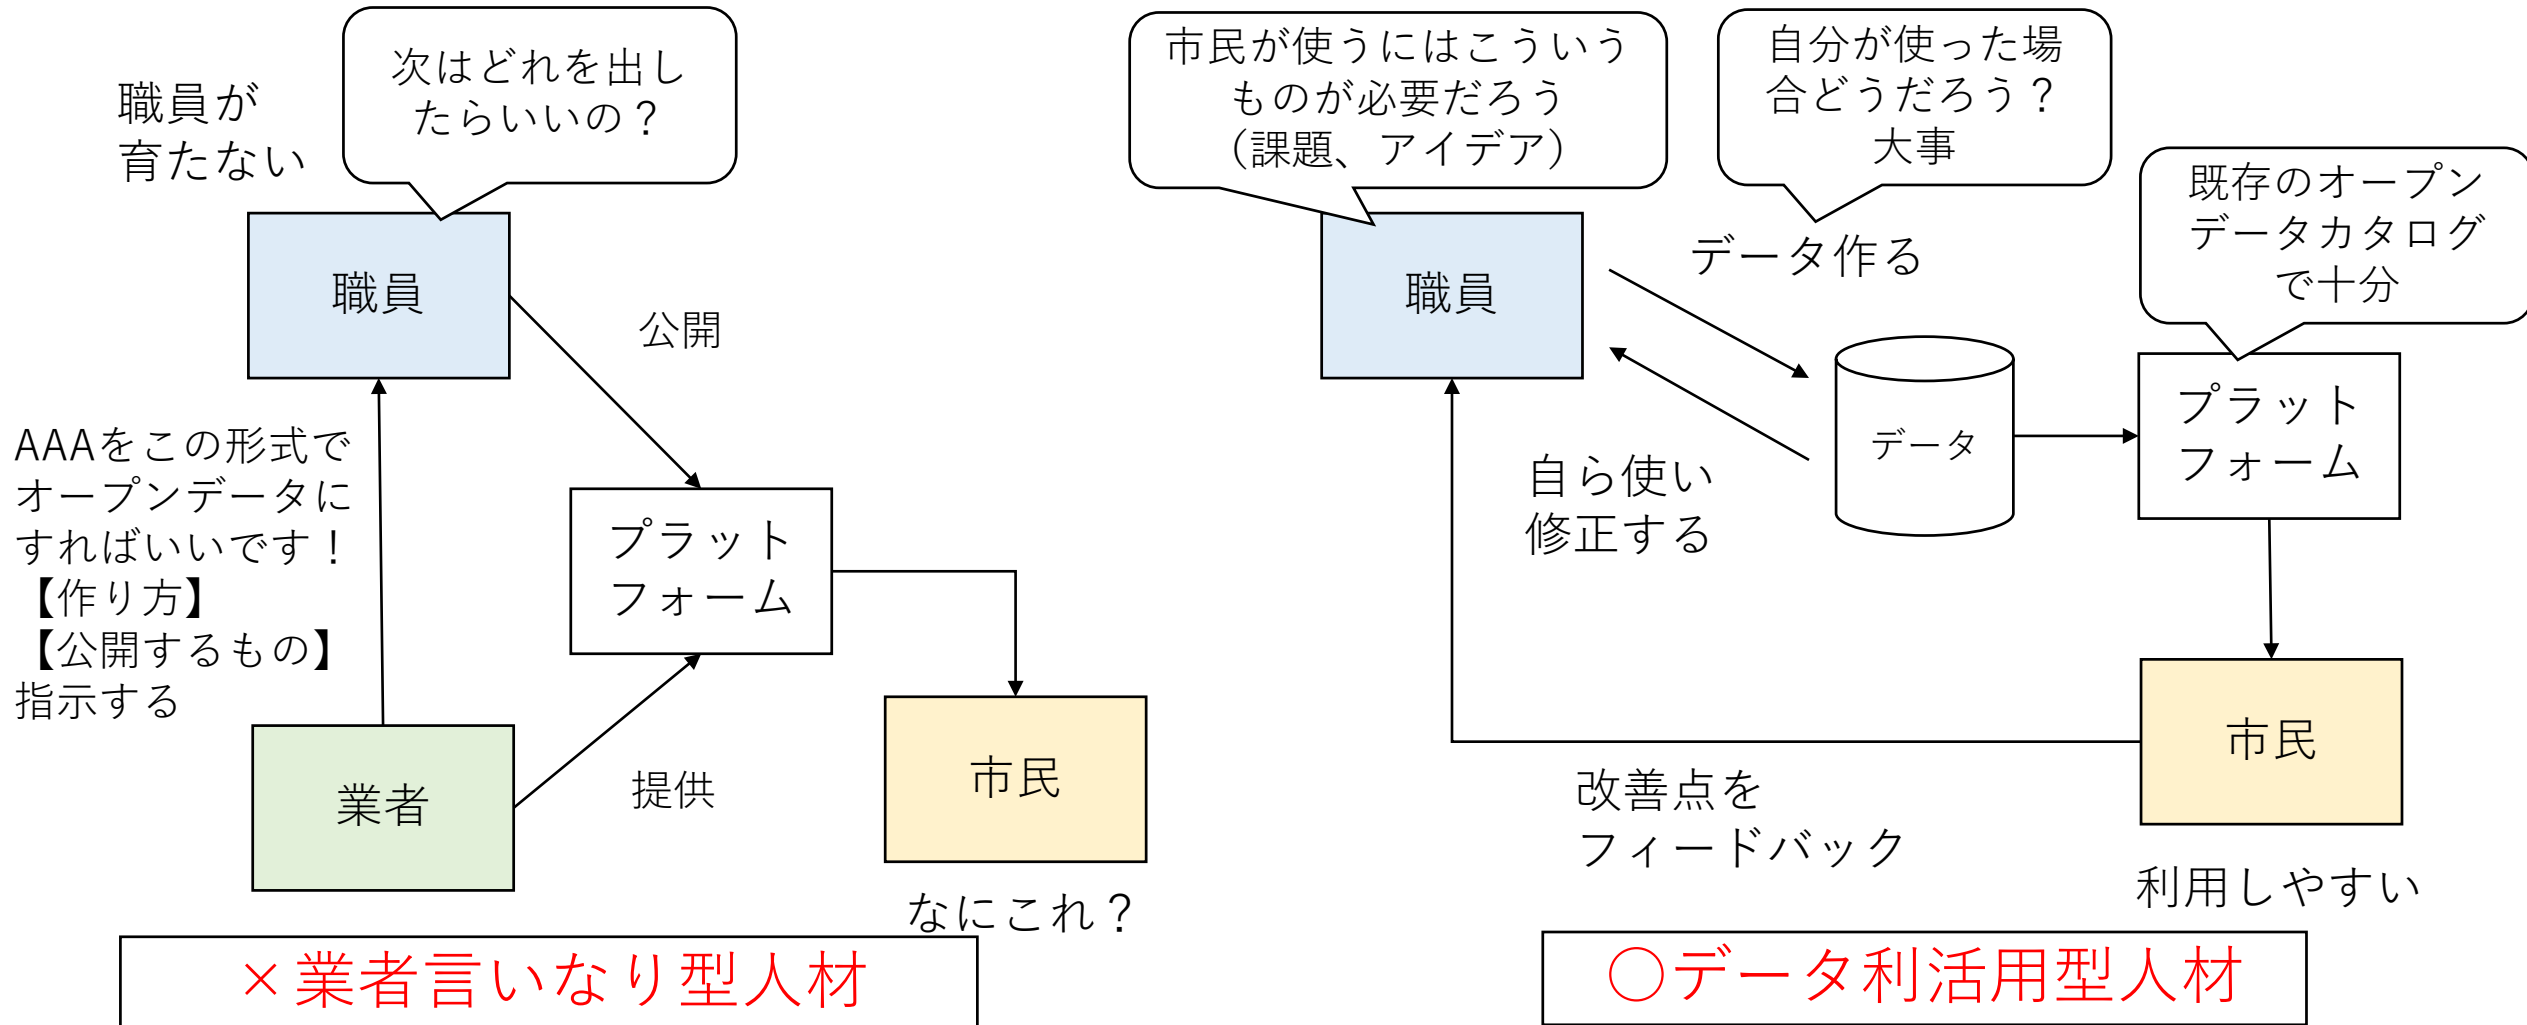 職員が
育たない
次はどれを出し
たらいいの？
職員
公開
AAAをこの形式で
オープンデータに
すればいいです！
【作り方】
【公開するもの】
指示する
プラット
フォーム
業者
提供
市民
なにこれ？
×業者言いなり型人材
市民が使うにはこういう
ものが必要だろう
（課題、アイデア）
自分が使った場
合どうだろう？
大事
既存のオープン
データカタログ
で十分
職員
データ作る
自ら使い
修正する
データ
プラット
フォーム
市民
改善点を
フィードバック
利用しやすい
○データ利活用型人材